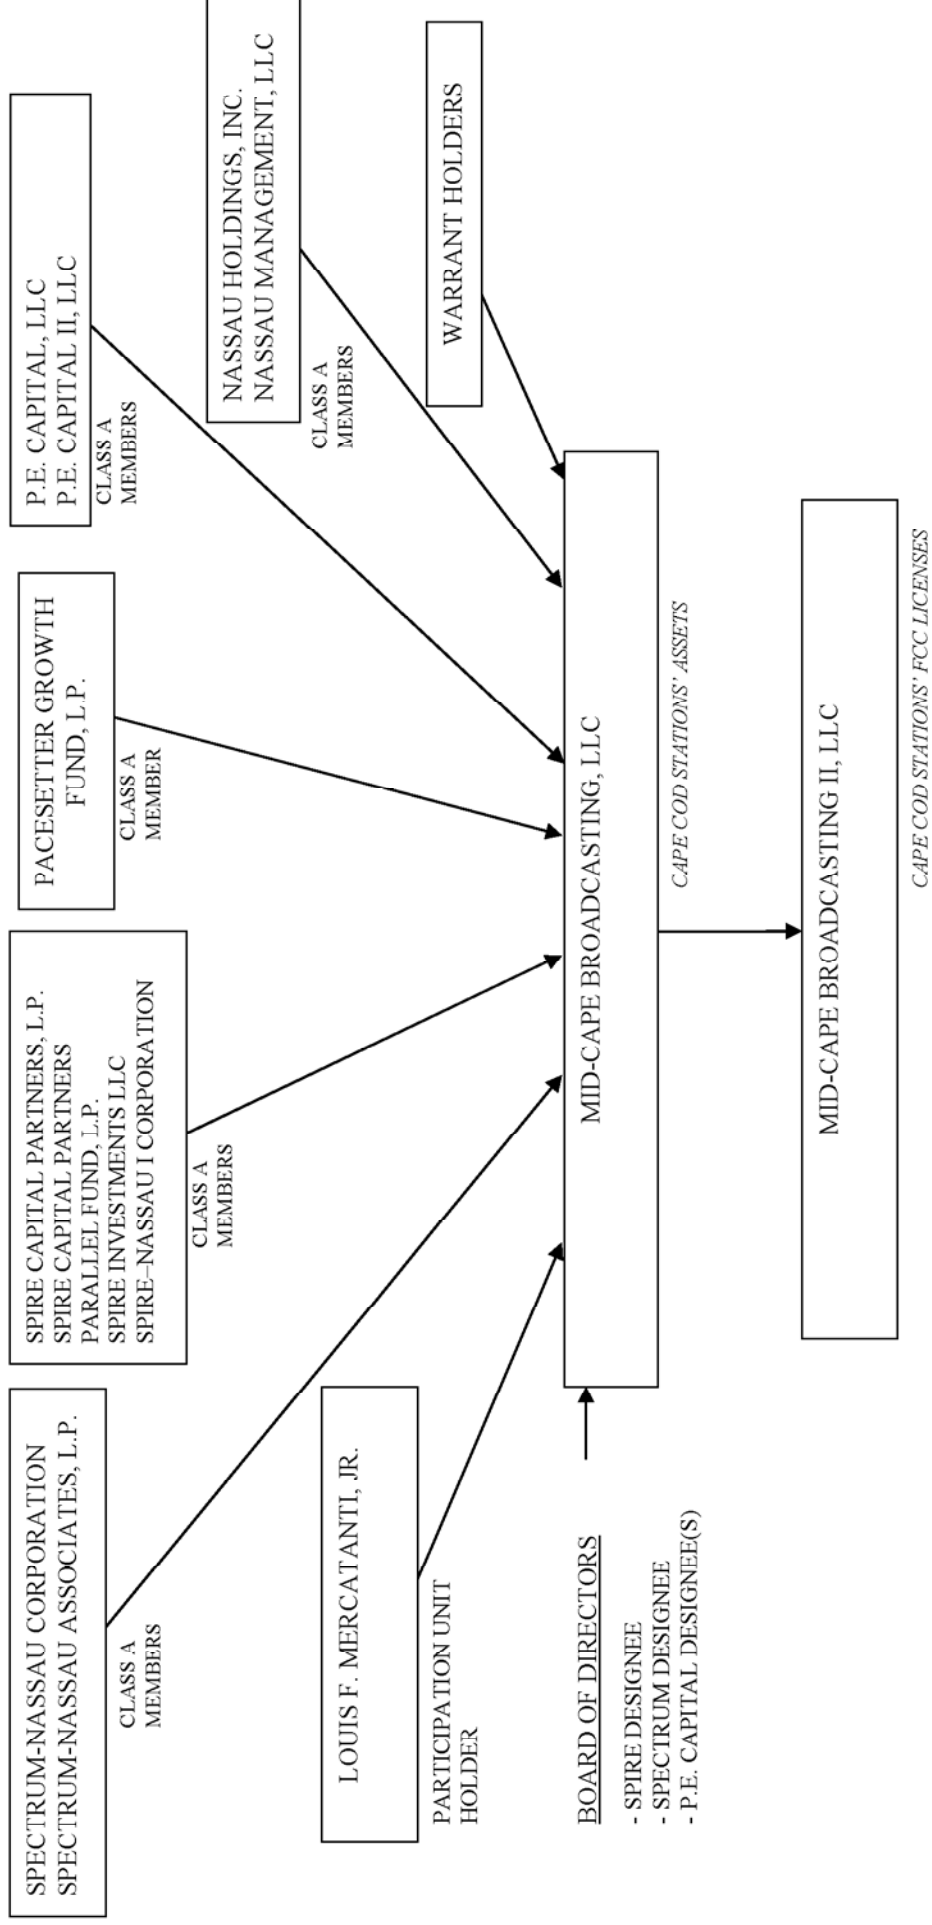 SPECTRUM-NASSAU CORPORATION
SPECTRUM-NASSAU ASSOCIATES, L.P.
CLASS A
MEMBERS
SPIRE CAPITAL PARTNERS, L.P.
SPIRE CAPITAL PARTNERS
PARALLEL FUND, L.P.
SPIRE INVESTMENTS LLC
SPIRE–NASSAU I CORPORATION
CLASS A
MEMBERS
PACESETTER GROWTH
FUND, L.P.
CLASS A
MEMBER
P.E. CAPITAL, LLC
P.E. CAPITAL II, LLC
CLASS A
MEMBERS
NASSAU HOLDINGS, INC.
NASSAU MANAGEMENT, LLC
CLASS A
MEMBERS
LOUIS F. MERCATANTI, JR.
PARTICIPATION UNIT
HOLDER
WARRANT HOLDERS
BOARD OF DIRECTORS
- SPIRE DESIGNEE
- SPECTRUM DESIGNEE
- P.E. CAPITAL DESIGNEE(S)
MID-CAPE BROADCASTING, LLC
CAPE COD STATIONS' ASSETS
MID-CAPE BROADCASTING II, LLC
CAPE COD STATIONS' FCC LICENSES